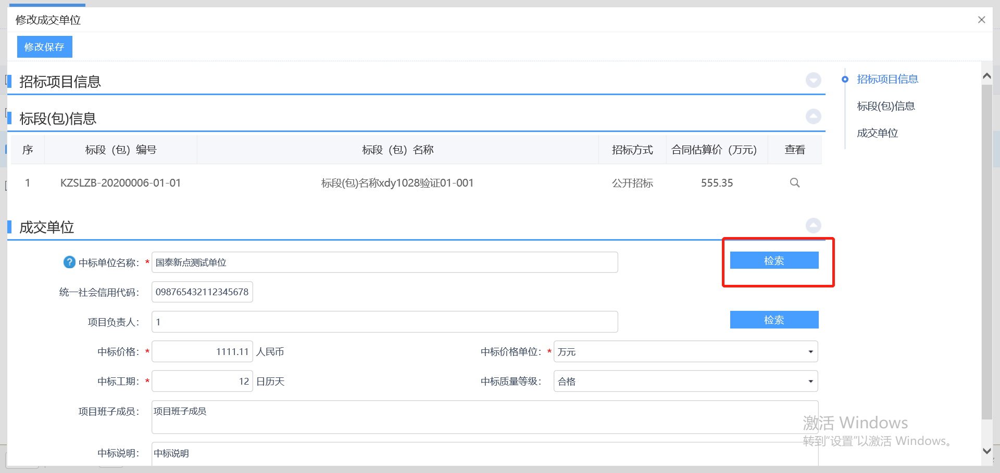 修改成交单位
修改保存
招标项目信息
标段(包)信息
序 标段（包）编号 标段（包）名称 招标方式 合同估算价（万元） 查看
1 KZSLZB-20200006-01-01 标段(包)名称xdy1028验证01-001 公开招标 555.35
成交单位
? 中标单位名称：* 国泰新点测试单位 检索
统一社会信用代码： 098765432112345678
项目负责人： 1 检索
中标价格：* 1111.11 人民币 中标价格单位：* 万元
中标工期：* 12 日历天 中标质量等级： 合格
项目班子成员： 项目班子成员
中标说明： 中标说明
招标项目信息
标段(包)信息
成交单位
激活 Windows
转到“设置”以激活 Windows。